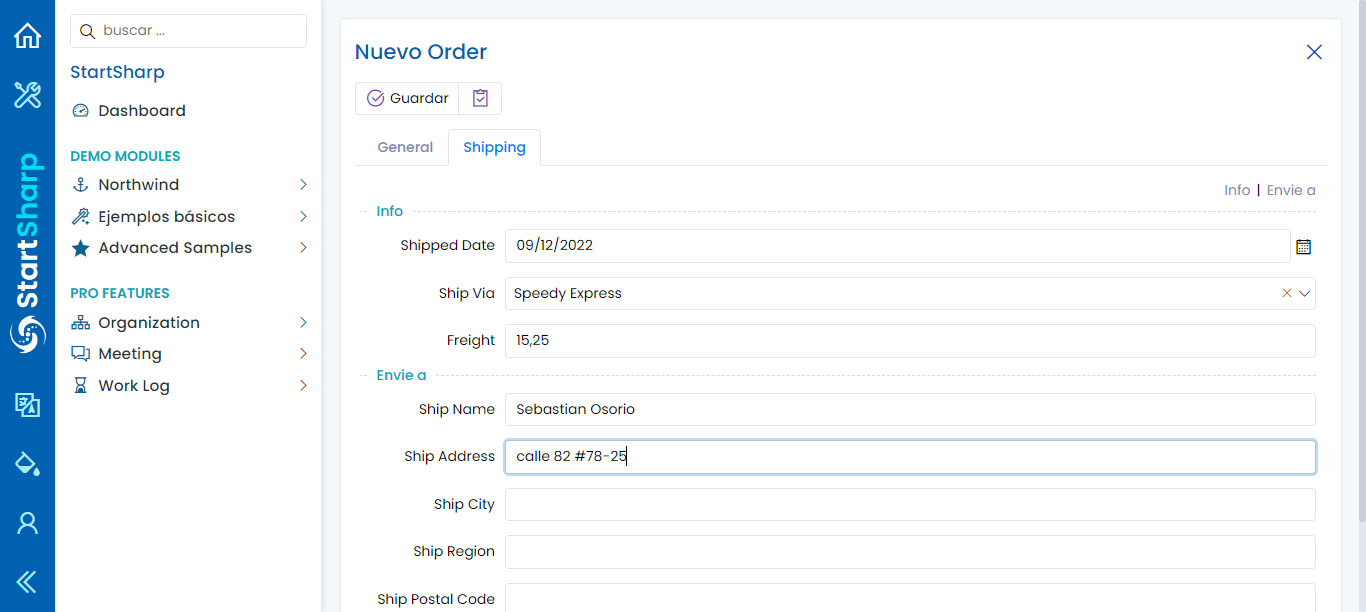 buscar ...
StartSharp
Dashboard
DEMO MODULES
Northwind
Ejemplos básicos
Advanced Samples
PRO FEATURES
Organization
Meeting
Work Log
StartSharp
Nuevo Order
Guardar
General
Shipping
Info | Envie a
Info
Shipped Date 09/12/2022
Ship Via Speedy Express
Freight 15,25
Envie a
Ship Name Sebastian Osorio
Ship Address calle 82 #78-25
Ship City
Ship Region
Ship Postal Code